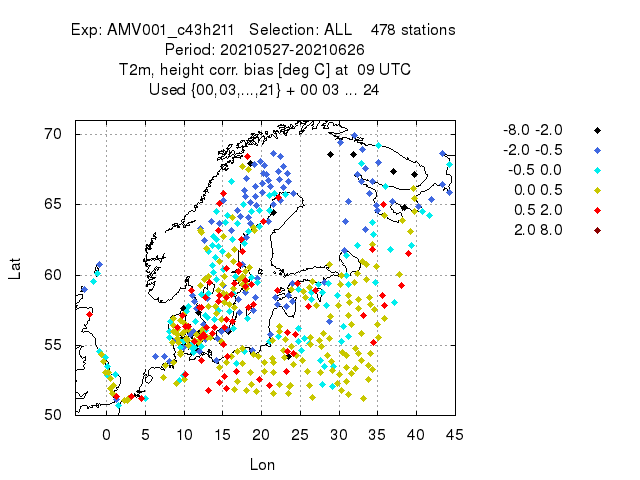 Exp: AMV001_c43h211   Selection: ALL    478 stations
Period: 20210527-20210626
T2m, height corr. bias [deg C] at  09 UTC
Used {00,03,...,21} + 00 03 ... 24
70
65
60
55
50
Lat
0 5 10 15 20 25 30 35 40 45
Lon
-8.0 -2.0
-2.0 -0.5
-0.5 0.0
0.0 0.5
0.5 2.0
2.0 8.0